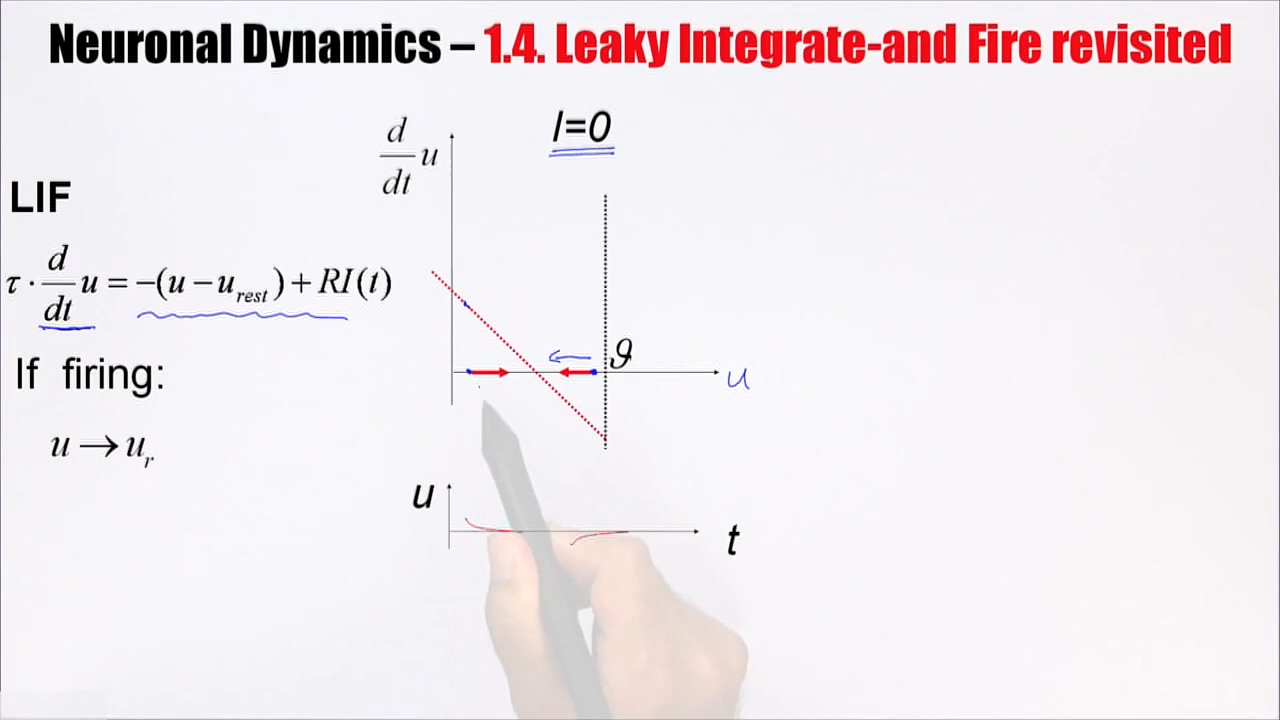 Neuronal Dynamics – 1.4. Leaky Integrate-and Fire revisited
I=0
d/dt u
LIF
τ · d/dt u = –(u – u_rest) + RI(t)
ϑ
u
If firing:
u → u_r
u
t